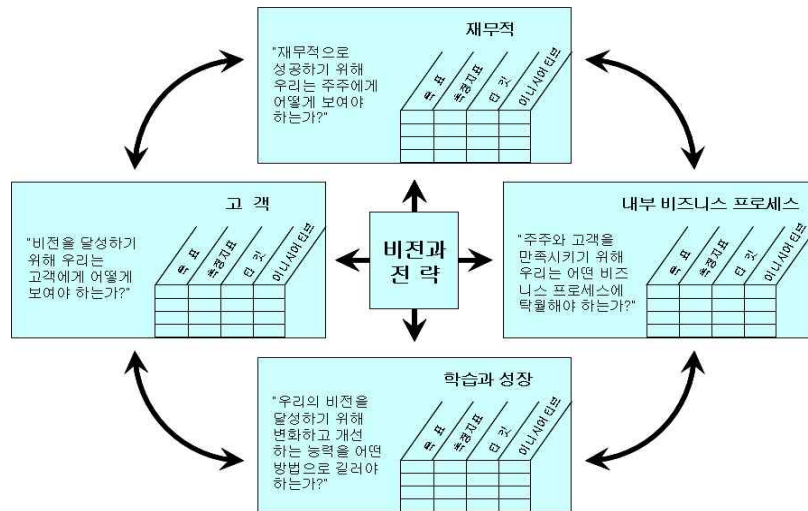 재무적
"재무적으로
성공하기 위해
우리는 주주에게
어떻게 보여야
하는가?"
목 표
측정지표
타 깃
이니시어티브
고 객
"비전을 달성하기
위해 우리는
고객에게 어떻게
보여야 하는가?"
목 표
측정지표
타 깃
이니시어티브
비전과
전 략
내부 비즈니스 프로세스
"주주와 고객을
만족시키기 위해
우리는 어떤 비즈
니스 프로세스에
탁월해야 하는가?"
목 표
측정지표
타 깃
이니시어티브
학습과 성장
"우리의 비전을
달성하기 위해
변화하고 개선
하는 능력을 어떤
방법으로 길러야
하는가?"
목 표
측정지표
타 깃
이니시어티브